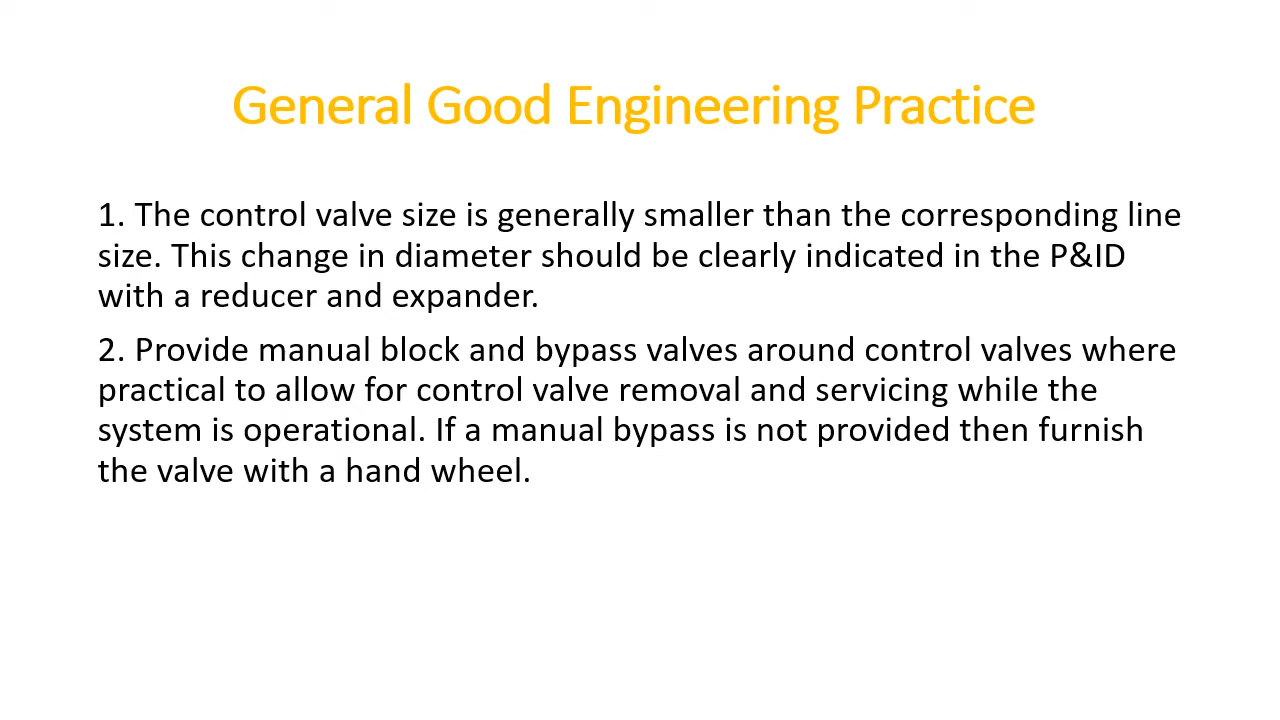 General Good Engineering Practice
1. The control valve size is generally smaller than the corresponding line
size. This change in diameter should be clearly indicated in the P&ID
with a reducer and expander.
2. Provide manual block and bypass valves around control valves where
practical to allow for control valve removal and servicing while the
system is operational. If a manual bypass is not provided then furnish
the valve with a hand wheel.